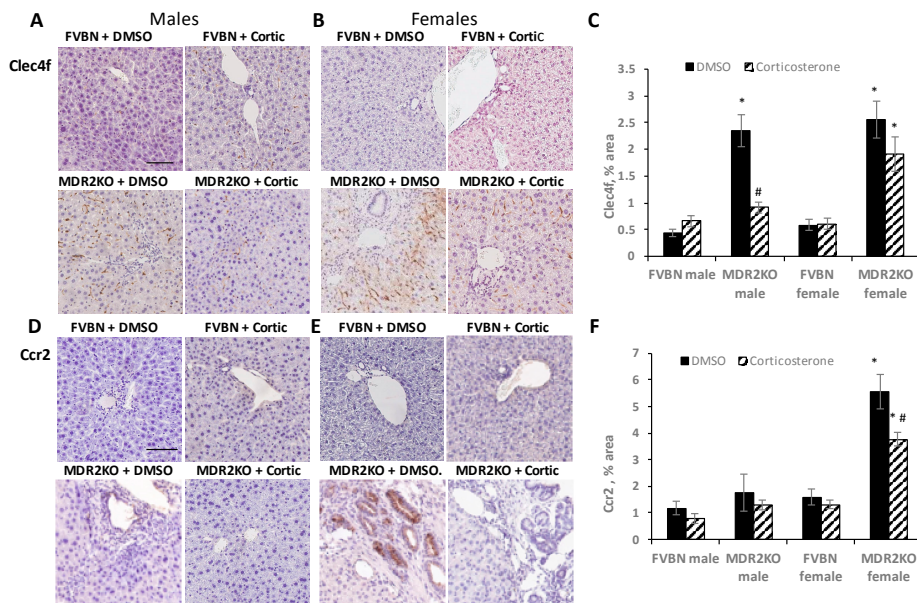 A Males B Females C
FVBN + DMSO FVBN + Cortic FVBN + DMSO FVBN + Cortic
Clec4f
MDR2KO + DMSO MDR2KO + Cortic MDR2KO + DMSO MDR2KO + Cortic
DMSO Corticosterone
3.5
3
2.5
2
1.5
1
0.5
0
Clec4f, % area
* # * *
FVBN male MDR2KO male FVBN female MDR2KO female
D E F
FVBN + DMSO FVBN + Cortic FVBN + DMSO FVBN + Cortic
Ccr2
MDR2KO + DMSO MDR2KO + Cortic MDR2KO + DMSO. MDR2KO + Cortic
DMSO Corticosterone
7
6
5
4
3
2
1
0
Ccr2 , % area
* * #
FVBN male MDR2KO male FVBN female MDR2KO female